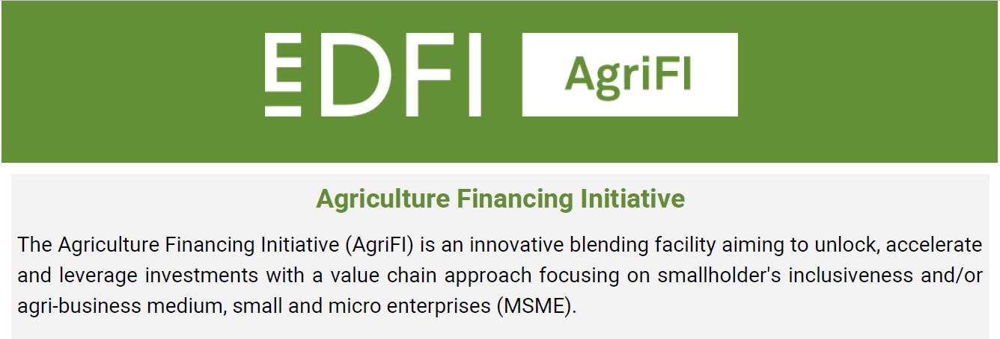 EDFI AgriFI
Agriculture Financing Initiative
The Agriculture Financing Initiative (AgriFI) is an innovative blending facility aiming to unlock, accelerate
and leverage investments with a value chain approach focusing on smallholder's inclusiveness and/or
agri-business medium, small and micro enterprises (MSME).